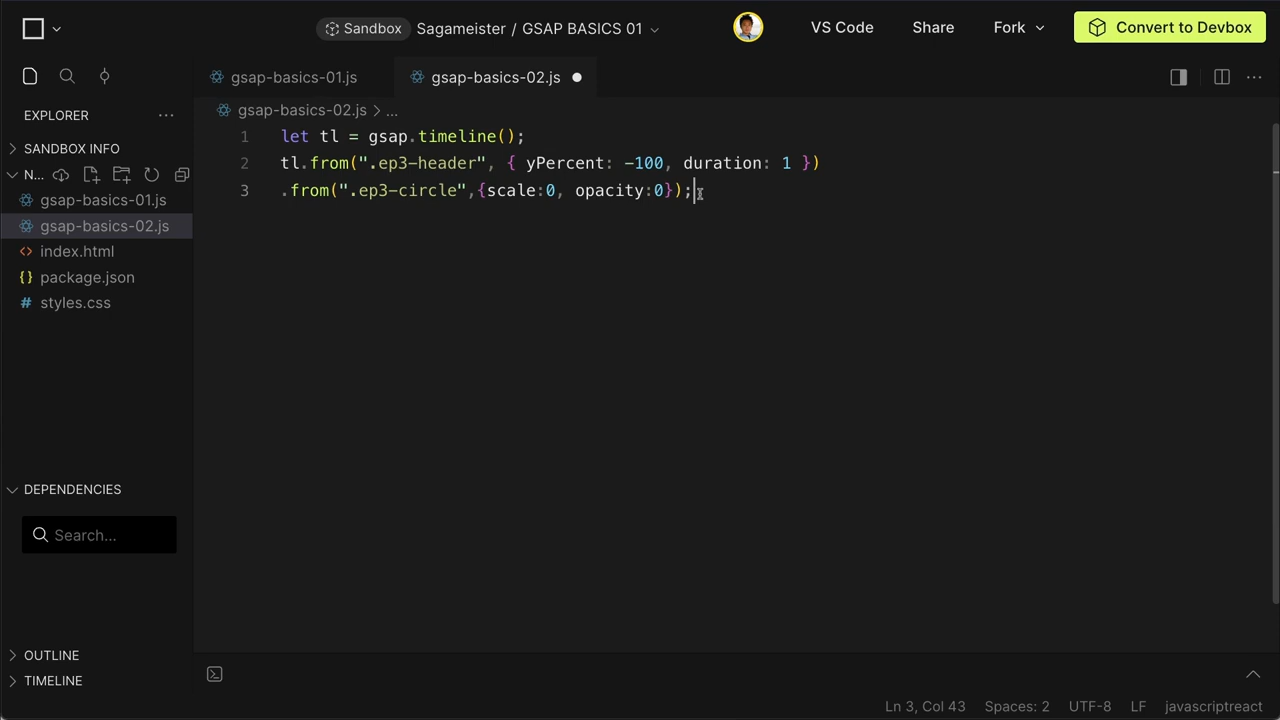 Sandbox Sagameister / GSAP BASICS 01 VS Code Share Fork Convert to Devbox
gsap-basics-01.js gsap-basics-02.js
EXPLORER
gsap-basics-02.js > ...
SANDBOX INFO
N...
gsap-basics-01.js
gsap-basics-02.js
index.html
package.json
styles.css
1 let tl = gsap.timeline();
2 tl.from(".ep3-header", { yPercent: -100, duration: 1 })
3 .from(".ep3-circle",{scale:0, opacity:0});
DEPENDENCIES
Search...
OUTLINE
TIMELINE
Ln 3, Col 43 Spaces: 2 UTF-8 LF javascriptreact